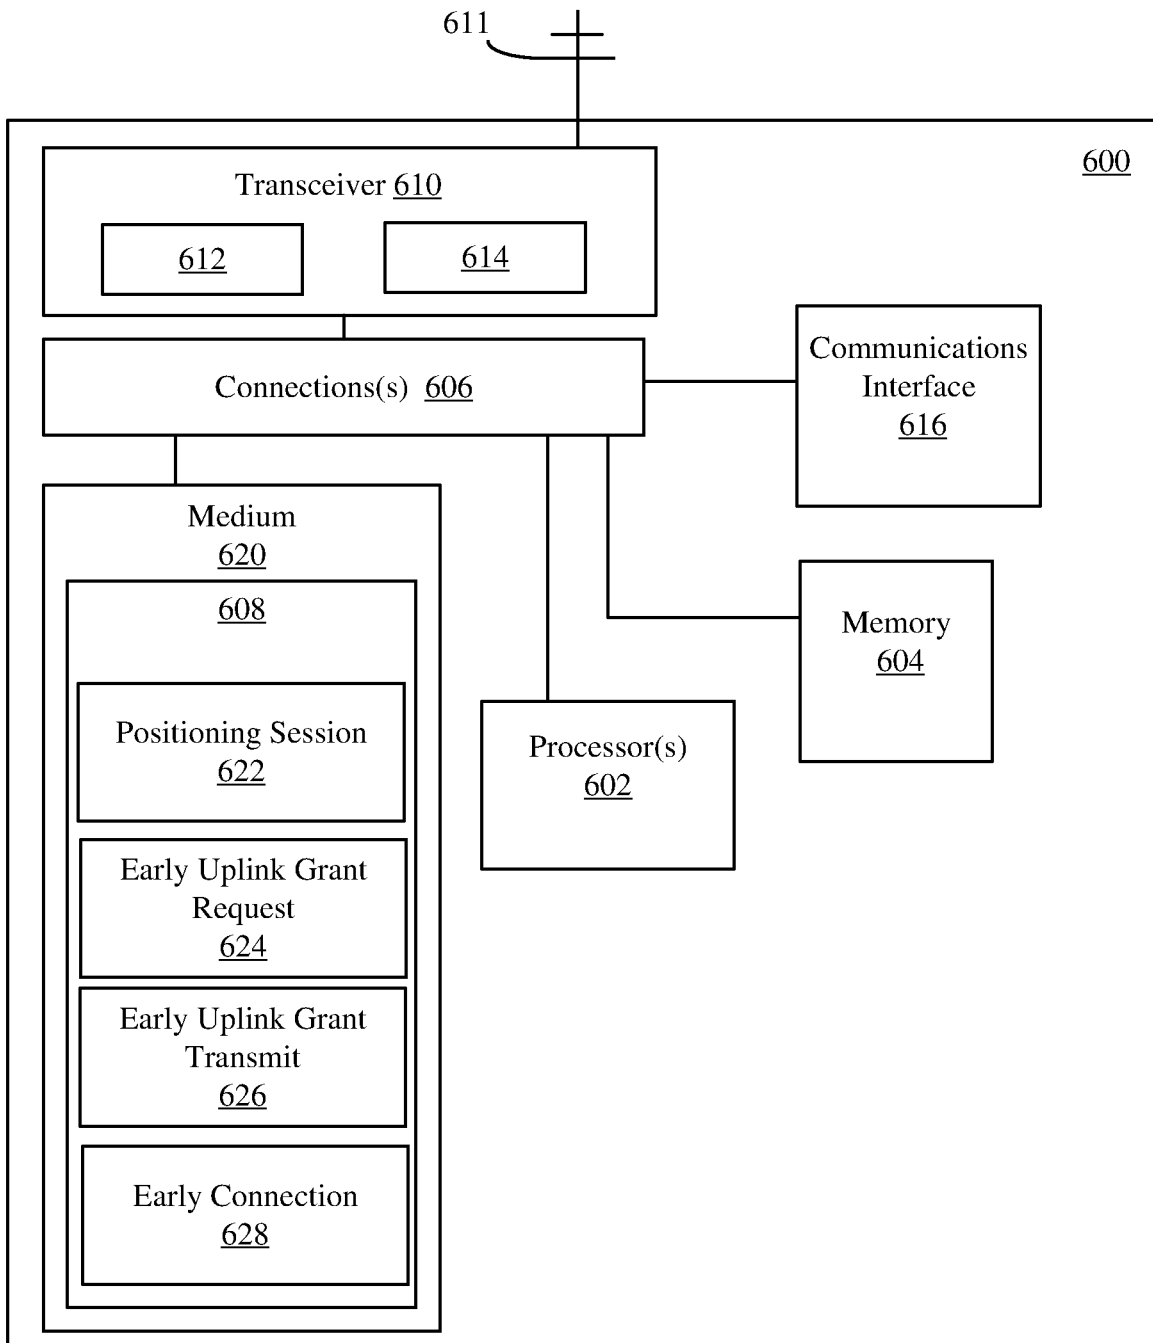 611
600
Transceiver 610
612
614
Connections(s) 606
Communications
Interface
616
Medium
620
608
Positioning Session
622
Early Uplink Grant
Request
624
Early Uplink Grant
Transmit
626
Early Connection
628
Processor(s)
602
Memory
604